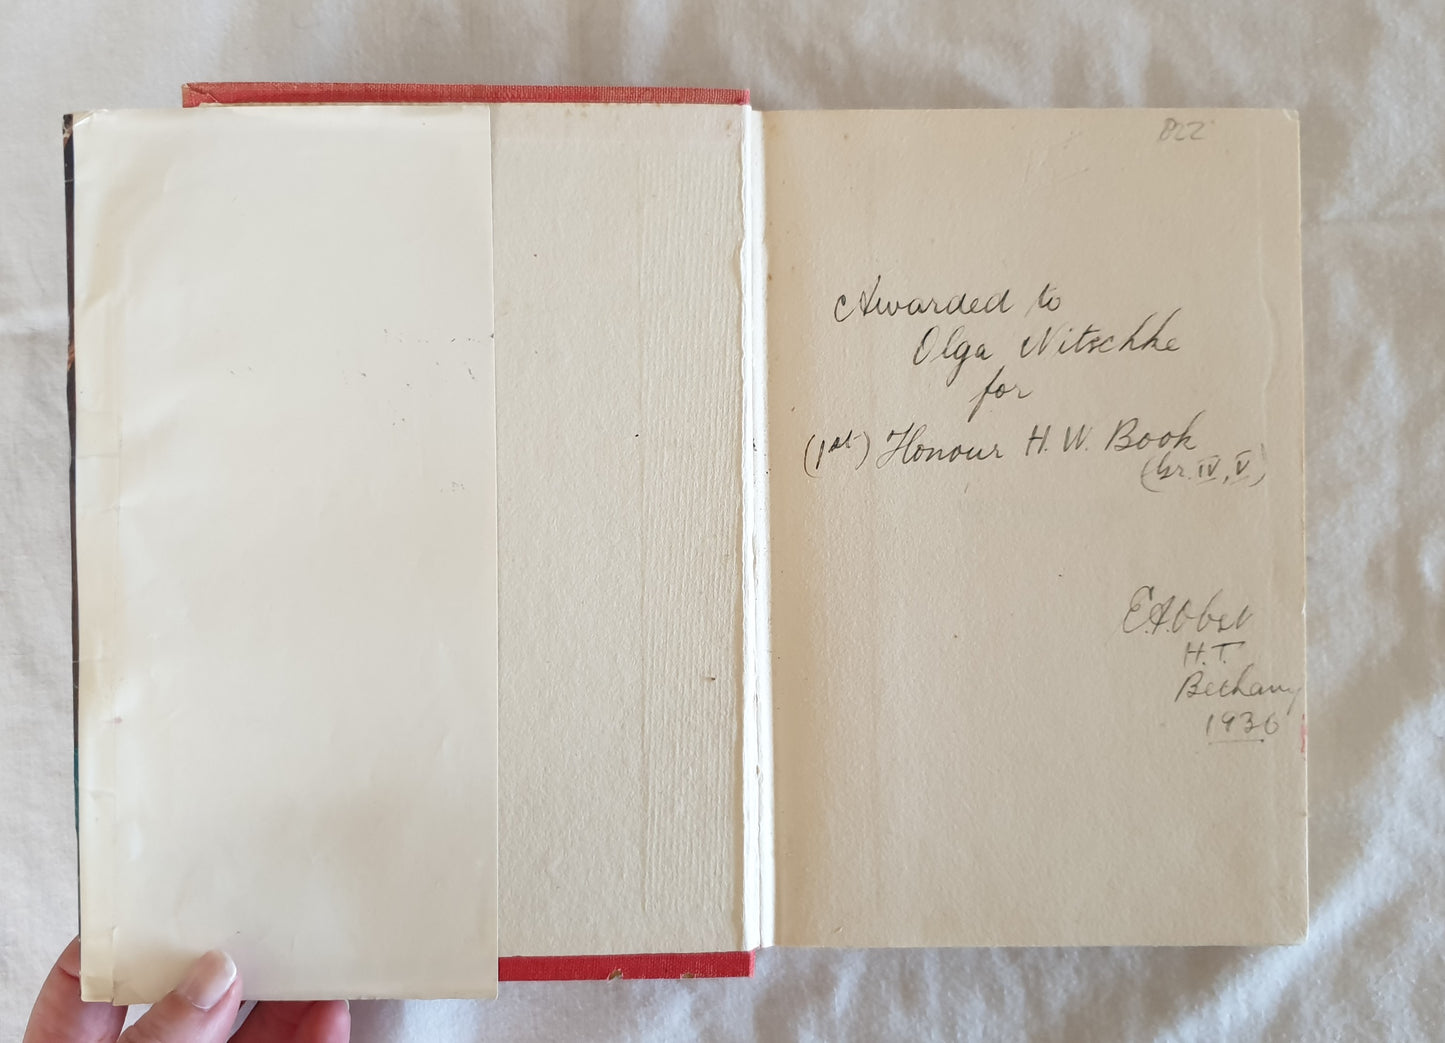 822
Awarded to
Olga Nitschke
for
(1st) Honour H. W. Book
(Gr. IV, V)
E.A. Obst
H.T.
Bethany
1936